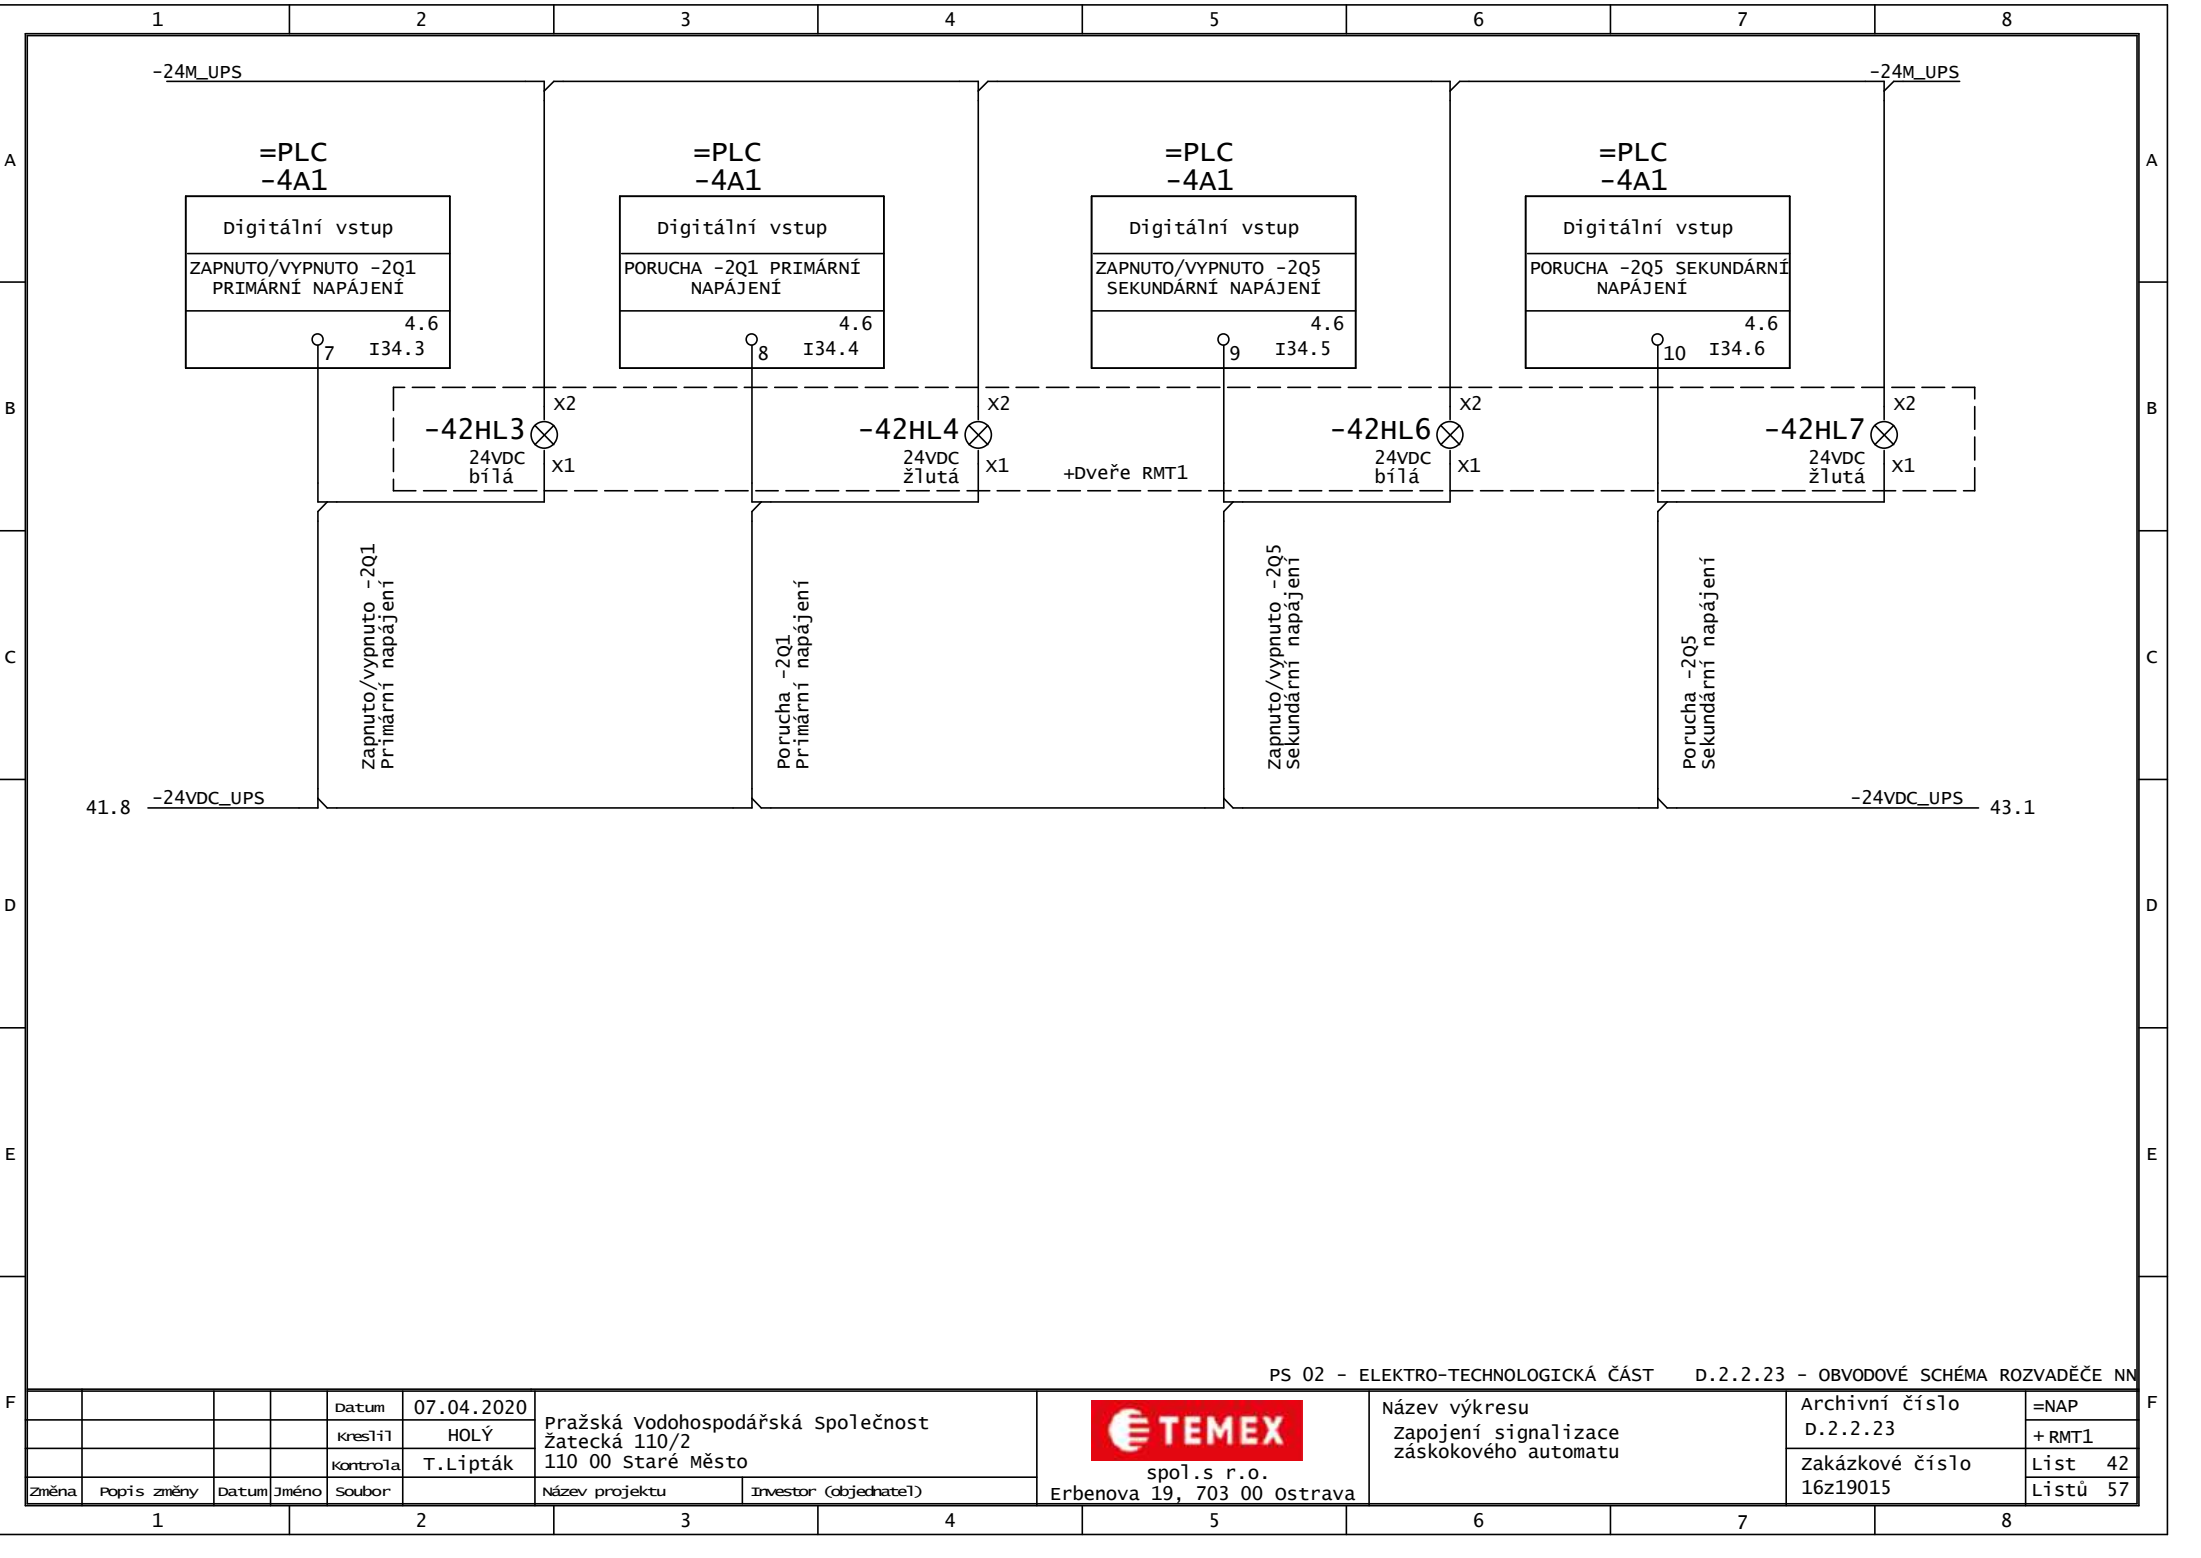 1 2 3 4 5 6 7 8
-24M_UPS -24M_UPS
=PLC =PLC =PLC =PLC
-4A1 -4A1 -4A1 -4A1
A A
Digitální vstup Digitální vstup Digitální vstup Digitální vstup
ZAPNUTO/VYPNUTO -2Q1 PORUCHA -2Q1 PRIMÁRNÍ ZAPNUTO/VYPNUTO -2Q5 PORUCHA -2Q5 SEKUNDÁRNÍ
PRIMÁRNÍ NAPÁJENÍ NAPÁJENÍ SEKUNDÁRNÍ NAPÁJENÍ NAPÁJENÍ
4.6 4.6 4.6 4.6
7 I34.3 8 I34.4 9 I34.5 10 I34.6
B X2 X2 X2 X2 B
-42HL3 -42HL4 -42HL6 -42HL7
24VDC X1 24VDC X1 24VDC X1 24VDC X1
bílá žlutá +Dveře RMT1 bílá žlutá
Zapnuto/vypnuto -2Q1
Primární napájení
Porucha -2Q1
Primární napájení
Zapnuto/vypnuto -2Q5
Sekundární napájení
Porucha -2Q5
Sekundární napájení
C C
41.8 -24VDC_UPS -24VDC_UPS 43.1
D D
E E
PS 02 - ELEKTRO-TECHNOLOGICKÁ ČÁST D.2.2.23 - OBVODOVÉ SCHÉMA ROZVADĚČE NN
F F
Datum 07.04.2020
Kreslil HOLÝ
Kontrola T.Lipták
Změna Popis změny Datum Jméno Soubor
Pražská Vodohospodářská Společnost
Žatecká 110/2
110 00 Staré Město
Název projektu Investor (objednatel)
TEMEX
spol.s r.o.
Erbenova 19, 703 00 Ostrava
Název výkresu
Zapojení signalizace
záskokového automatu
Archivní číslo
D.2.2.23
Zakázkové číslo
16z19015
=NAP
+RMT1
List 42
Listů 57
1 2 3 4 5 6 7 8